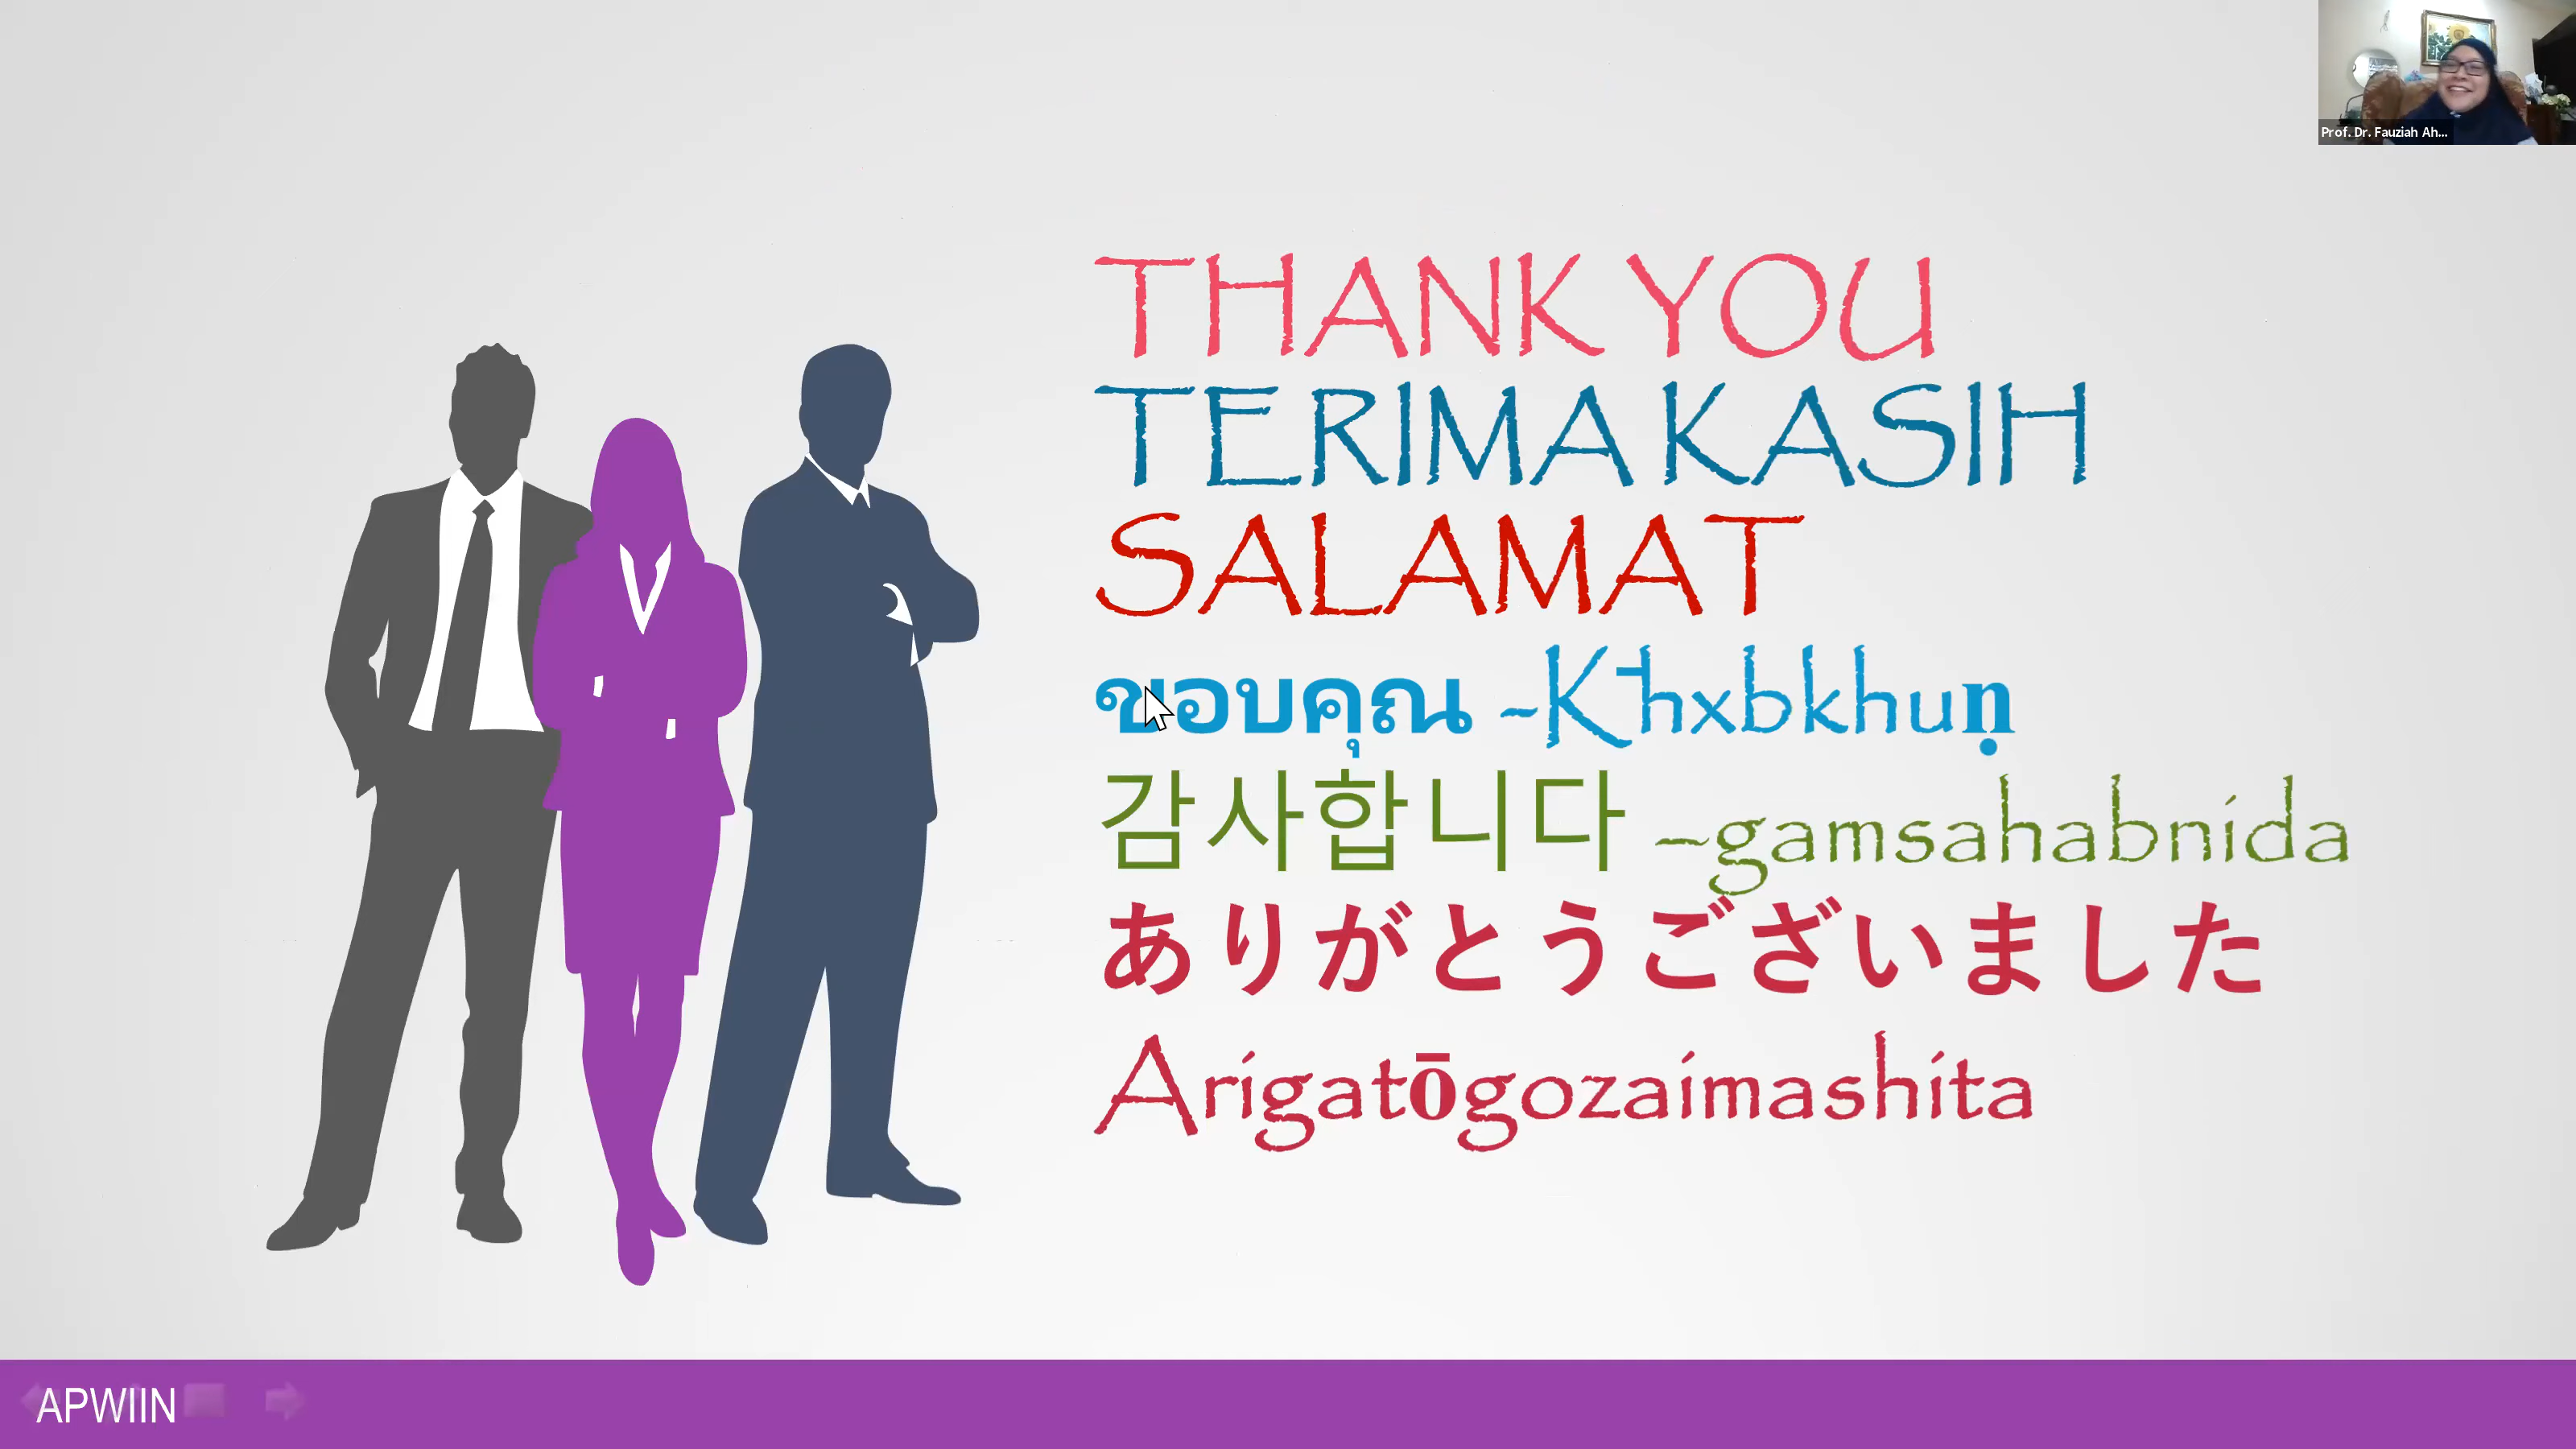 Prof. Dr. Fauziah Ah...
THANK YOU
TERIMA KASIH
SALAMAT
ขอบคุณ ~K̄hxbkhuṇ
감사합니다 ~gamsahabnida
ありがとうございました
Arigatōgozaimashita
APWIIN